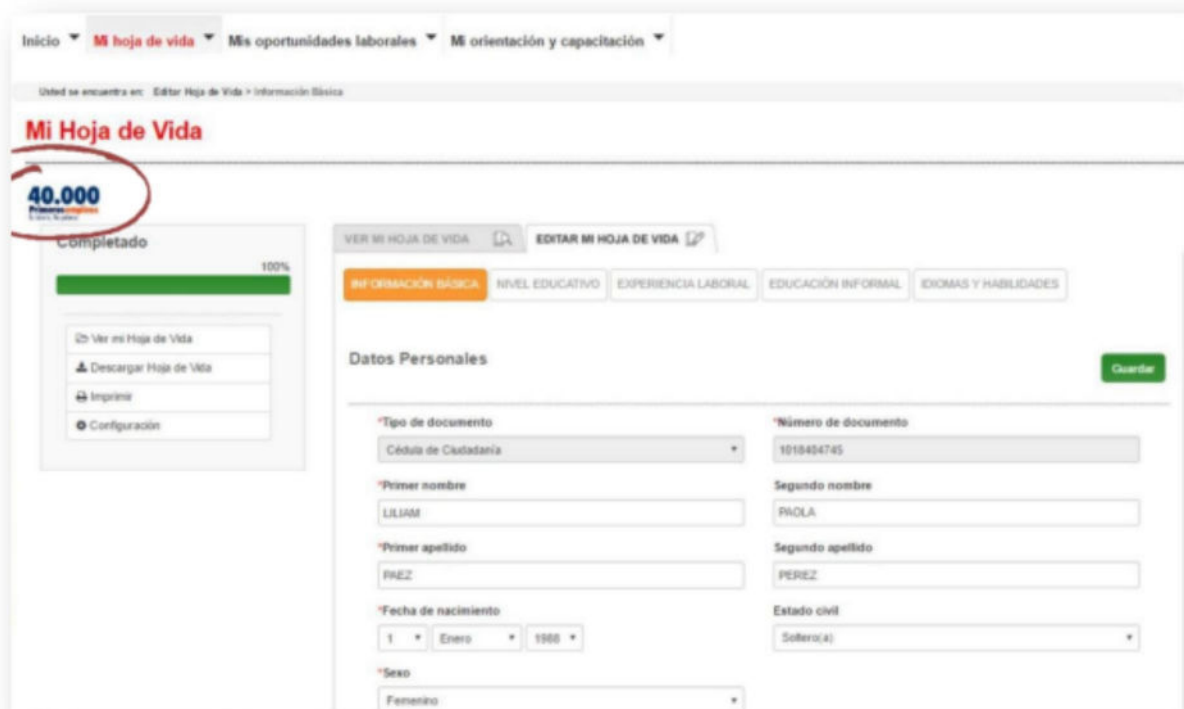 Inicio Mi hoja de vida Mis oportunidades laborales Mi orientación y capacitación
Usted se encuentra en: Editar Hoja de Vida > Información Básica
Mi Hoja de Vida
40.000
Primeros empleos
Completado
100%
Ver mi Hoja de Vida
Descargar Hoja de Vida
Imprimir
Configuración
VER MI HOJA DE VIDA EDITAR MI HOJA DE VIDA
INFORMACIÓN BÁSICA NIVEL EDUCATIVO EXPERIENCIA LABORAL EDUCACIÓN INFORMAL IDIOMAS Y HABILIDADES
Datos Personales
Guardar
*Tipo de documento *Número de documento
Cédula de Ciudadanía 1018404745
*Primer nombre Segundo nombre
LILIAM PAOLA
*Primer apellido Segundo apellido
PAEZ PEREZ
*Fecha de nacimiento Estado civil
1 Enero 1988 Soltero(a)
*Sexo
Femenino